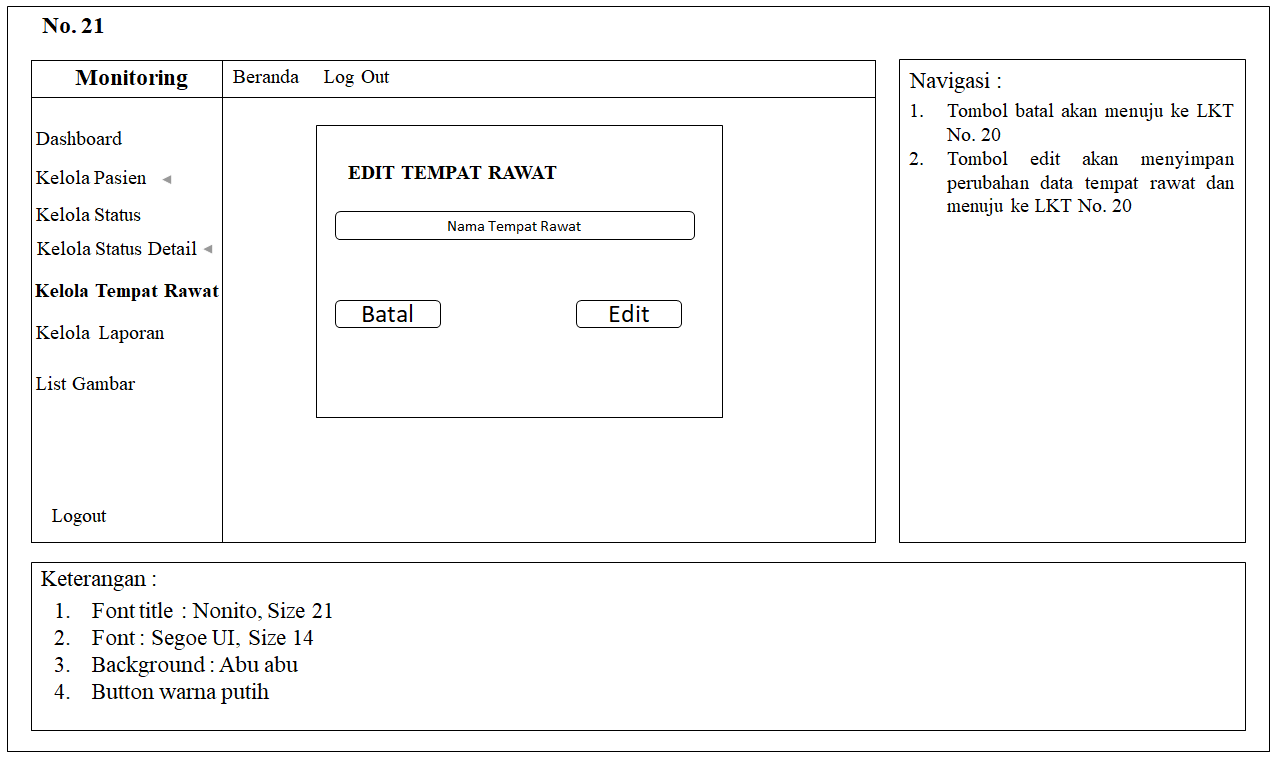 No. 21
Monitoring
Beranda Log Out
Dashboard
Kelola Pasien
Kelola Status
Kelola Status Detail
Kelola Tempat Rawat
Kelola Laporan
List Gambar
Logout
EDIT TEMPAT RAWAT
Nama Tempat Rawat
Batal Edit
Navigasi :
1. Tombol batal akan menuju ke LKT
No. 20
2. Tombol edit akan menyimpan
perubahan data tempat rawat dan
menuju ke LKT No. 20
Keterangan :
1. Font title : Nonito, Size 21
2. Font : Segoe UI, Size 14
3. Background : Abu abu
4. Button warna putih